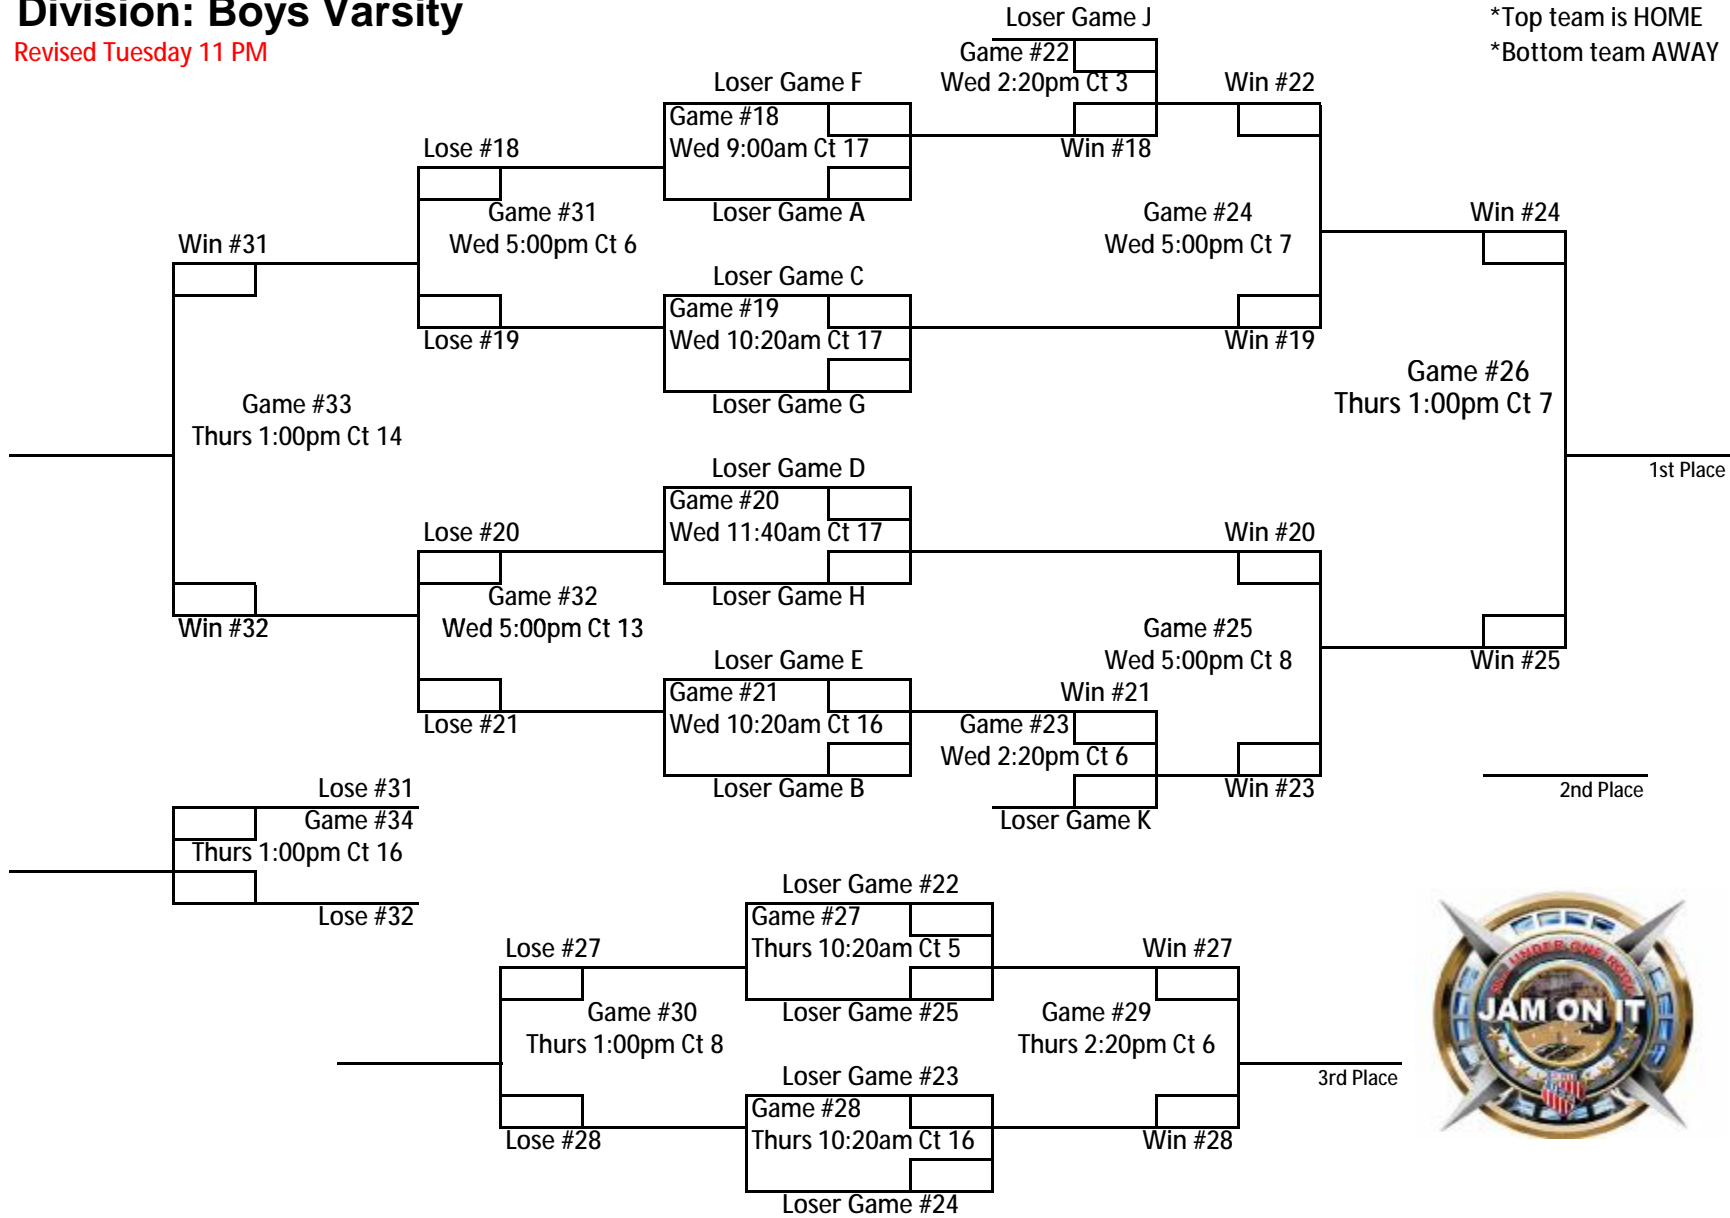 Division: Boys Varsity
Revised Tuesday 11 PM
*Top team is HOME
*Bottom team AWAY
Loser Game J
Game #22
Wed 2:20pm Ct 3
Win #18
Win #22
Loser Game F
Game #18
Wed 9:00am Ct 17
Loser Game A
Lose #18
Game #31
Wed 5:00pm Ct 6
Lose #19
Game #24
Wed 5:00pm Ct 7
Win #19
Win #24
Win #31
Loser Game C
Game #19
Wed 10:20am Ct 17
Loser Game G
Game #33
Thurs 1:00pm Ct 14
Game #26
Thurs 1:00pm Ct 7
1st Place
Loser Game D
Game #20
Wed 11:40am Ct 17
Loser Game H
Lose #20
Game #32
Wed 5:00pm Ct 13
Lose #21
Win #32
Win #20
Game #25
Wed 5:00pm Ct 8
Win #25
Loser Game E
Game #21
Wed 10:20am Ct 16
Loser Game B
Win #21
Game #23
Wed 2:20pm Ct 6
Loser Game K
Win #23
2nd Place
Lose #31
Game #34
Thurs 1:00pm Ct 16
Lose #32
Loser Game #22
Game #27
Thurs 10:20am Ct 5
Loser Game #25
Lose #27
Game #30
Thurs 1:00pm Ct 8
Lose #28
Win #27
Game #29
Thurs 2:20pm Ct 6
Win #28
3rd Place
Loser Game #23
Game #28
Thurs 10:20am Ct 16
Loser Game #24
UNDER ONE ROOF
JAM ON IT